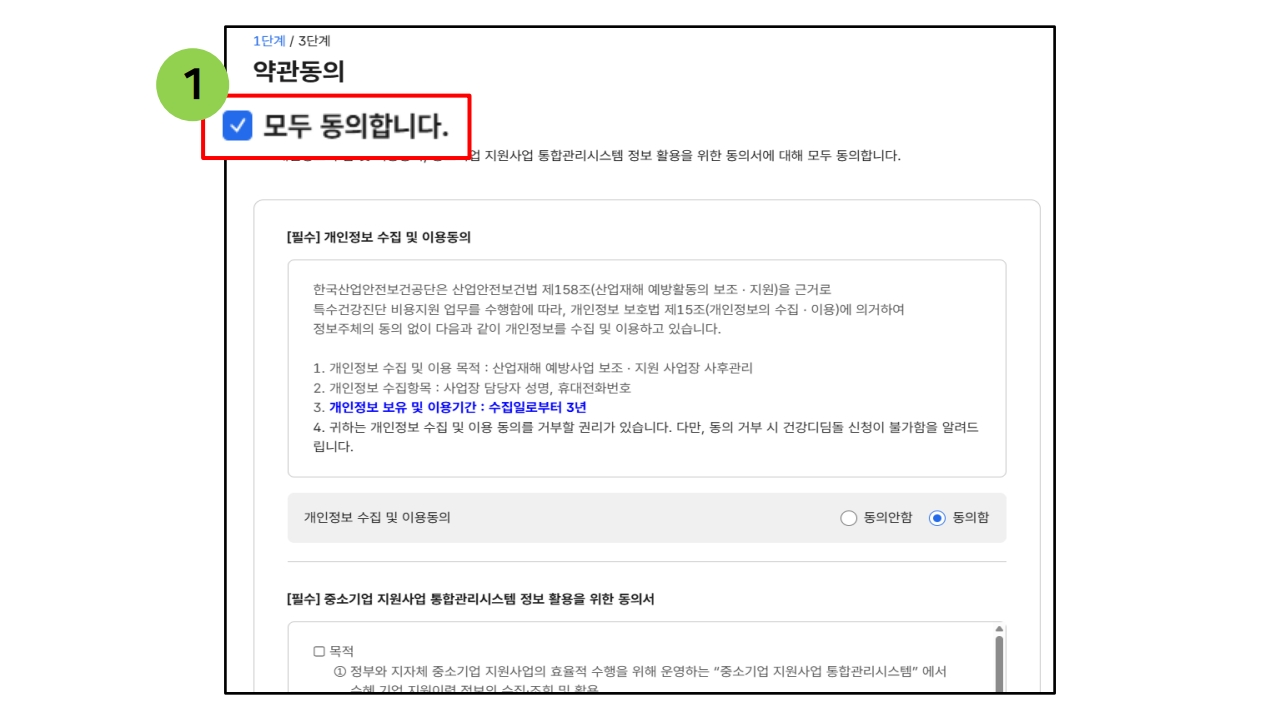 1단계 / 3단계
약관동의
1
모두 동의합니다.
업 지원사업 통합관리시스템 정보 활용을 위한 동의서에 대해 모두 동의합니다.
[필수] 개인정보 수집 및 이용동의
한국산업안전보건공단은 산업안전보건법 제158조(산업재해 예방활동의 보조 · 지원)을 근거로
특수건강진단 비용지원 업무를 수행함에 따라, 개인정보 보호법 제15조(개인정보의 수집 · 이용)에 의거하여
정보주체의 동의 없이 다음과 같이 개인정보를 수집 및 이용하고 있습니다.
1. 개인정보 수집 및 이용 목적 : 산업재해 예방사업 보조 · 지원 사업장 사후관리
2. 개인정보 수집항목 : 사업장 담당자 성명, 휴대전화번호
3. 개인정보 보유 및 이용기간 : 수집일로부터 3년
4. 귀하는 개인정보 수집 및 이용 동의를 거부할 권리가 있습니다. 다만, 동의 거부 시 건강디딤돌 신청이 불가함을 알려드
립니다.
개인정보 수집 및 이용동의
동의안함
동의함
[필수] 중소기업 지원사업 통합관리시스템 정보 활용을 위한 동의서
□ 목적
① 정부와 지자체 중소기업 지원사업의 효율적 수행을 위해 운영하는 “중소기업 지원사업 통합관리시스템” 에서
수혜 기업 지원이력 정보의 수집·조회 및 활용